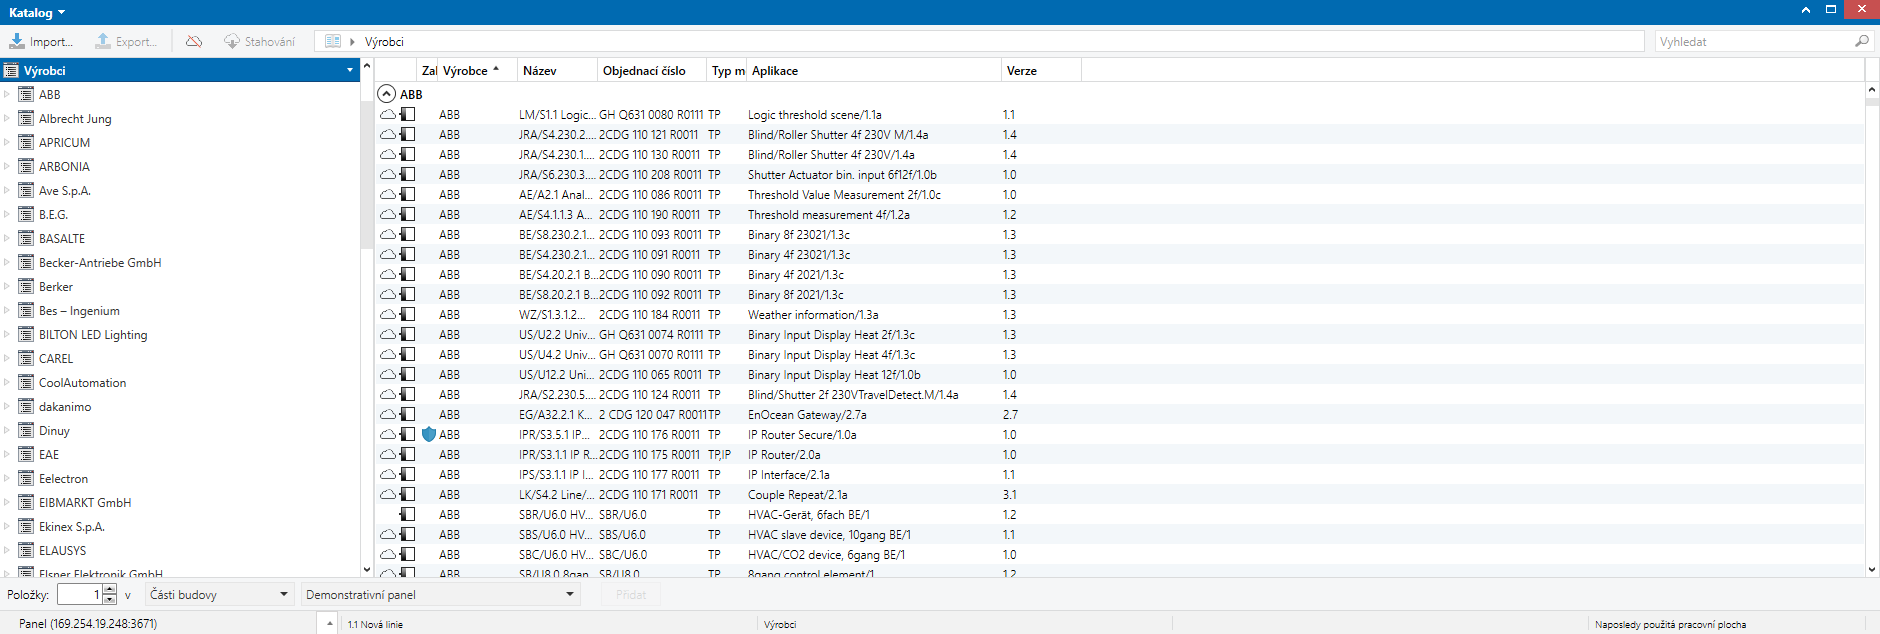 Katalog
Import...
Export...
Stahování
Výrobci
Vyhledat
Výrobci
ABB
Albrecht Jung
APRICUM
ARBONIA
Ave S.p.A.
B.E.G.
BASALTE
Becker-Antriebe GmbH
Berker
Bes – Ingenium
BILTON LED Lighting
CAREL
CoolAutomation
dakanimo
Dinuy
EAE
Eelectron
EIBMARKT GmbH
Ekinex S.p.A.
ELAUSYS
Elsner Elektronik GmbH
Zal Výrobce Název Objednací číslo Typ m Aplikace Verze
ABB
ABB LM/S1.1 Logic... GH Q631 0080 R0111 TP Logic threshold scene/1.1a 1.1
ABB JRA/S4.230.2.... 2CDG 110 121 R0011 TP Blind/Roller Shutter 4f 230V M/1.4a 1.4
ABB JRA/S4.230.1.... 2CDG 110 130 R0011 TP Blind/Roller Shutter 4f 230V/1.4a 1.4
ABB JRA/S6.230.3.... 2CDG 110 208 R0011 TP Shutter Actuator bin. input 6f12f/1.0b 1.0
ABB AE/A2.1 Anal... 2CDG 110 086 R0011 TP Threshold Value Measurement 2f/1.0c 1.0
ABB AE/S4.1.1.3 A... 2CDG 110 190 R0011 TP Threshold measurement 4f/1.2a 1.2
ABB BE/S8.230.2.1... 2CDG 110 093 R0011 TP Binary 8f 23021/1.3c 1.3
ABB BE/S4.230.2.1... 2CDG 110 091 R0011 TP Binary 4f 23021/1.3c 1.3
ABB BE/S4.20.2.1 B... 2CDG 110 090 R0011 TP Binary 4f 2021/1.3c 1.3
ABB BE/S8.20.2.1 B... 2CDG 110 092 R0011 TP Binary 8f 2021/1.3c 1.3
ABB WZ/S1.3.1.2... 2CDG 110 184 R0011 TP Weather information/1.3a 1.3
ABB US/U2.2 Univ... GH Q631 0074 R0111 TP Binary Input Display Heat 2f/1.3c 1.3
ABB US/U4.2 Univ... GH Q631 0070 R0111 TP Binary Input Display Heat 4f/1.3c 1.3
ABB US/U12.2 Uni... 2CDG 110 065 R0011 TP Binary Input Display Heat 12f/1.0b 1.0
ABB JRA/S2.230.5.... 2CDG 110 124 R0011 TP Blind/Shutter 2f 230VTravelDetect.M/1.4a 1.4
ABB EG/A32.2.1 K... 2 CDG 120 047 R0011 TP EnOcean Gateway/2.7a 2.7
ABB IPR/S3.5.1 IP... 2CDG 110 176 R0011 TP IP Router Secure/1.0a 1.0
ABB IPR/S3.1.1 IP R... 2CDG 110 175 R0011 TP,IP IP Router/2.0a 1.0
ABB IPS/S3.1.1 IP I... 2CDG 110 177 R0011 TP IP Interface/2.1a 1.1
ABB LK/S4.2 Line/... 2CDG 110 171 R0011 TP Couple Repeat/2.1a 3.1
ABB SBR/U6.0 HV... SBR/U6.0 TP HVAC-Gerät, 6fach BE/1 1.2
ABB SBS/U6.0 HV... SBS/U6.0 TP HVAC slave device, 10gang BE/1 1.1
ABB SBC/U6.0 HV... SBC/U6.0 TP HVAC/CO2 device, 6gang BE/1 1.0
ABB SB/U8.0 8gan... SB/U8.0 TP 8gang control element/1 1.2
Položky: 1 v Části budovy Demonstrativní panel Přidat
Panel (169.254.19.248:3671) 1.1 Nová linie Výrobci Naposledy použitá pracovní plocha